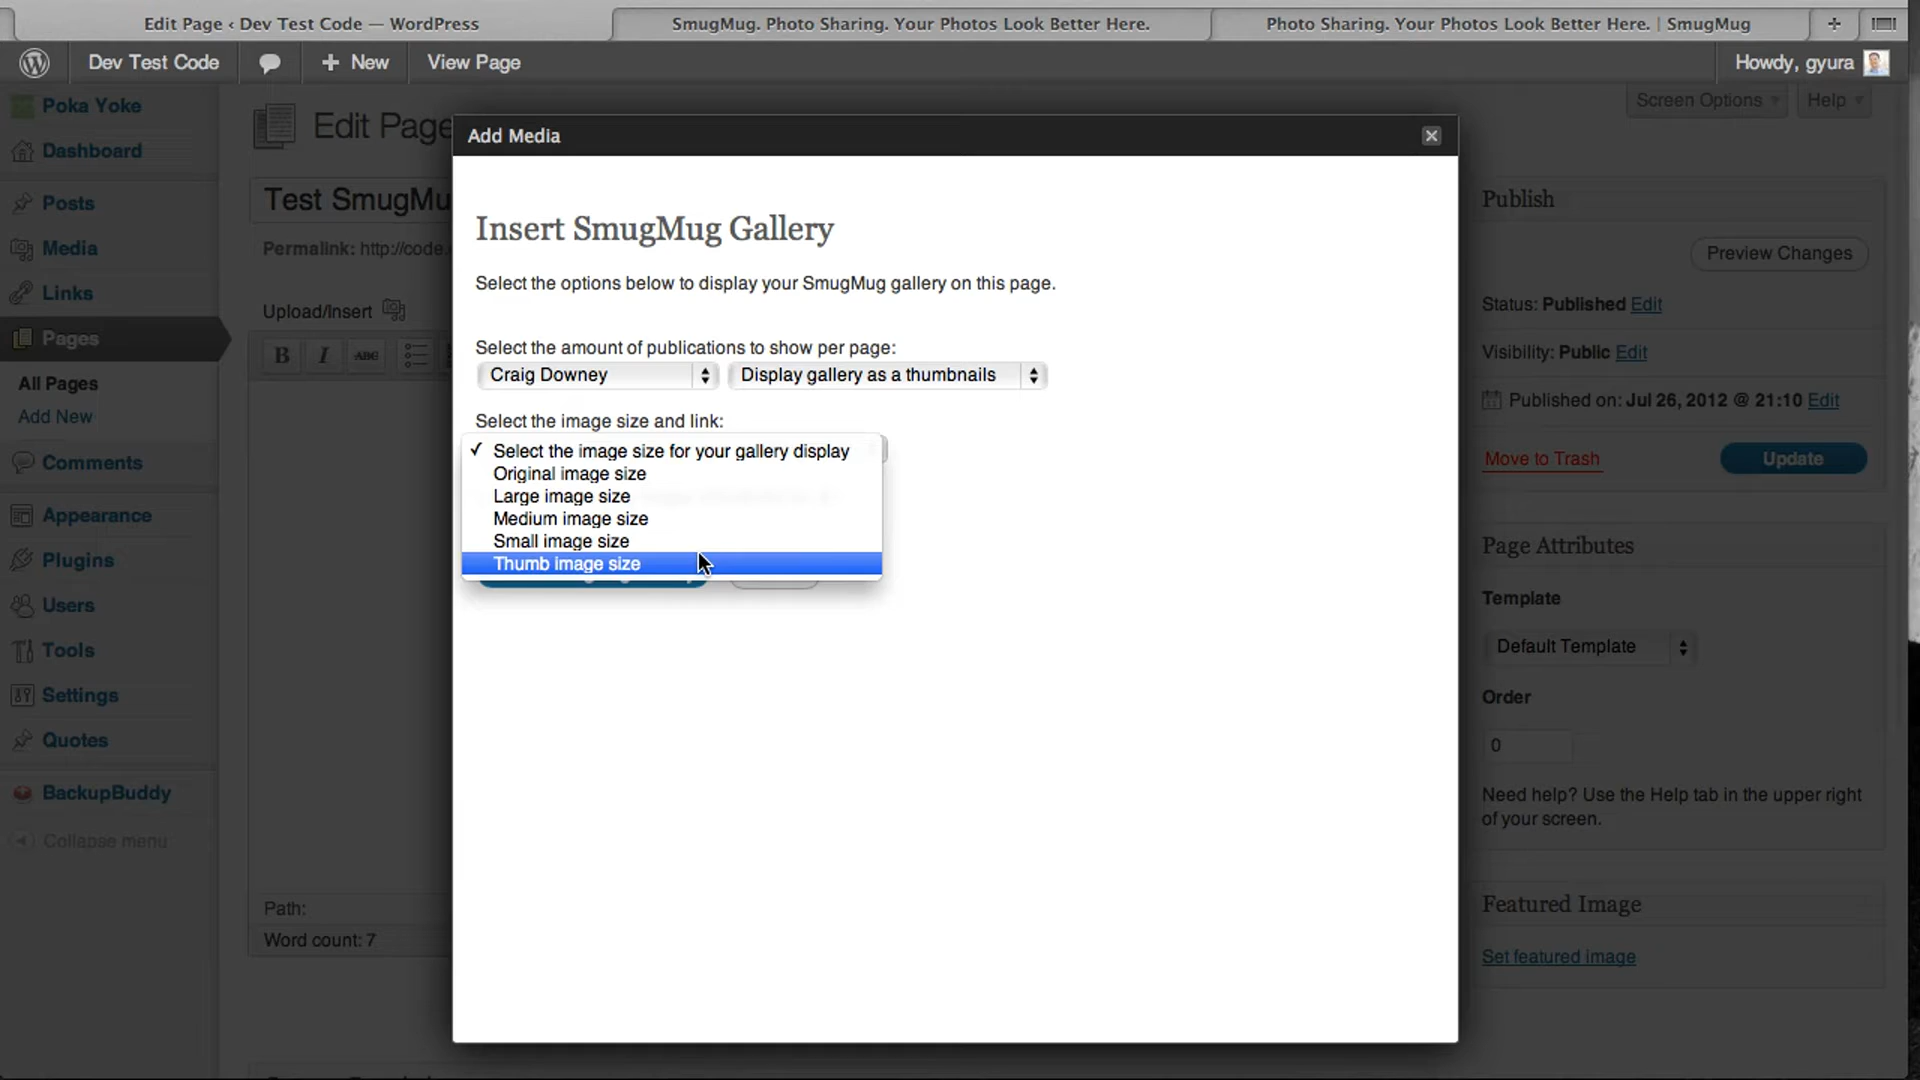 Edit Page ‹ Dev Test Code — WordPress
SmugMug. Photo Sharing. Your Photos Look Better Here.
Photo Sharing. Your Photos Look Better Here. | SmugMug
Dev Test Code
+ New
View Page
Howdy, gyura
Poka Yoke
Dashboard
Posts
Media
Links
Pages
All Pages
Add New
Comments
Appearance
Plugins
Users
Tools
Settings
Quotes
BackupBuddy
Collapse menu
Screen Options
Help
Edit Page
Test SmugMu
Permalink: http://code.
Upload/Insert
B I ABC
Path:
Word count: 7
Add Media
Insert SmugMug Gallery
Select the options below to display your SmugMug gallery on this page.
Select the amount of publications to show per page:
Craig Downey
Display gallery as a thumbnails
Select the image size and link:
✓ Select the image size for your gallery display
Original image size
Large image size
Medium image size
Small image size
Thumb image size
Publish
Preview Changes
Status: Published Edit
Visibility: Public Edit
Published on: Jul 26, 2012 @ 21:10 Edit
Move to Trash
Update
Page Attributes
Template
Default Template
Order
0
Need help? Use the Help tab in the upper right
of your screen.
Featured Image
Set featured image